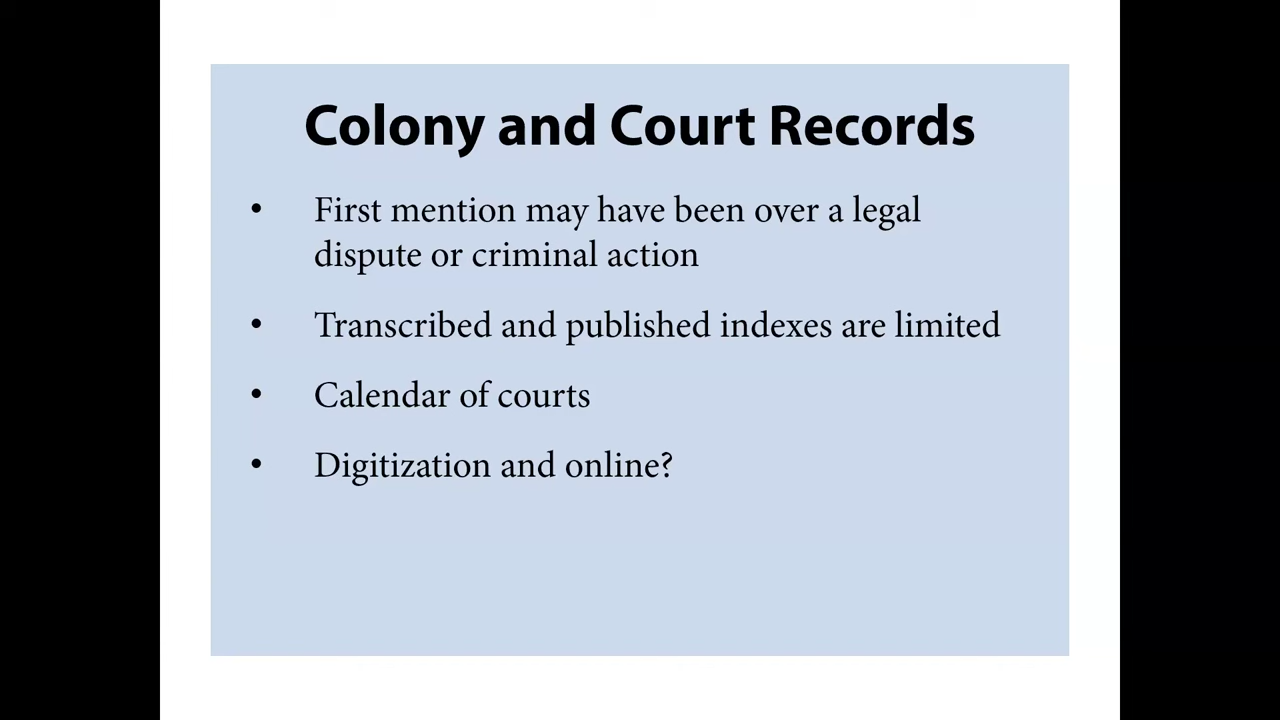 Colony and Court Records
• First mention may have been over a legal
dispute or criminal action
• Transcribed and published indexes are limited
• Calendar of courts
• Digitization and online?